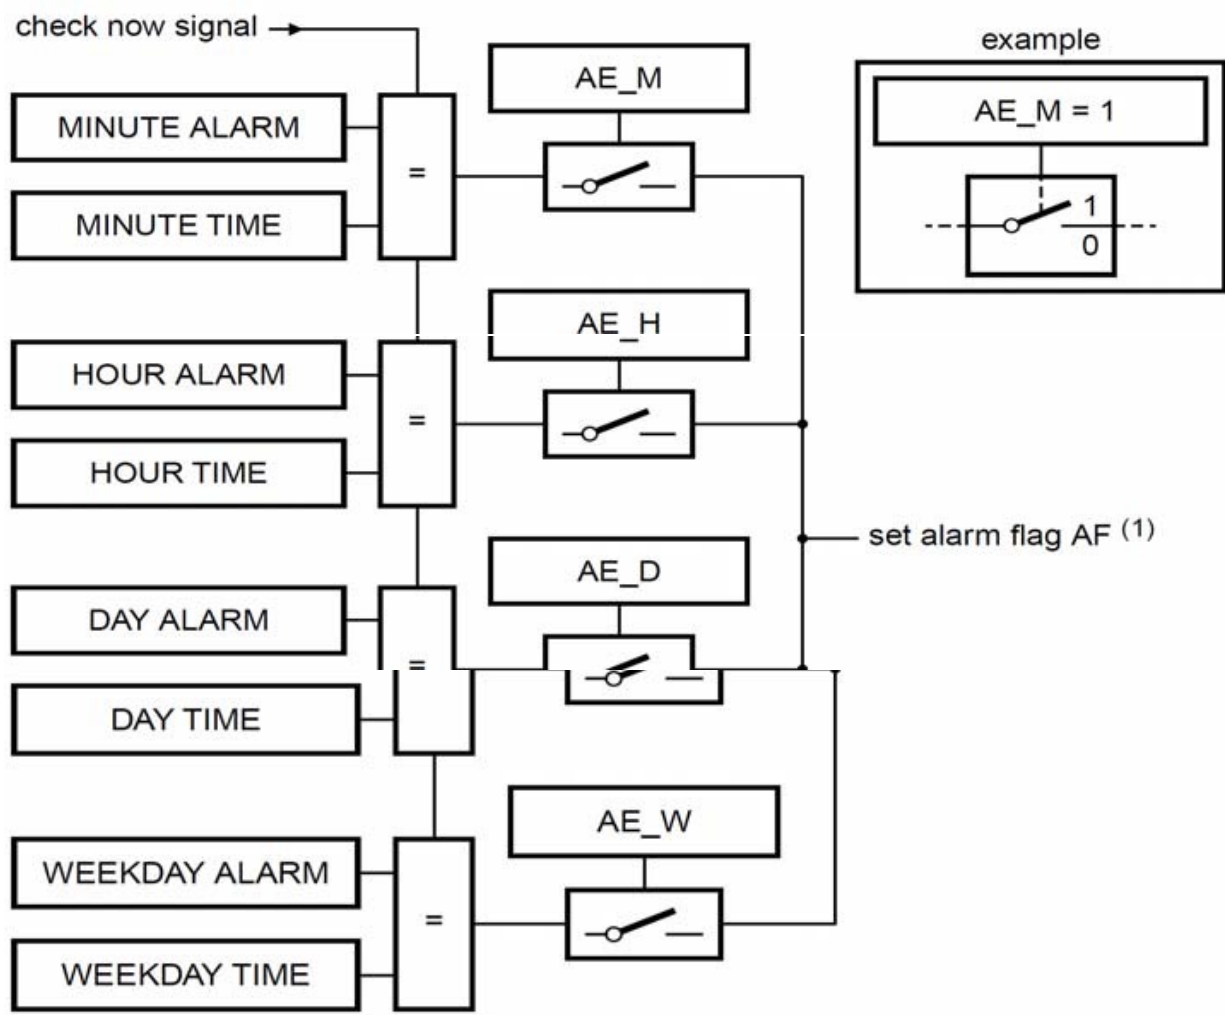 check now signal
example
AE_M
AE_M = 1
MINUTE ALARM
=
MINUTE TIME
1
0
AE_H
HOUR ALARM
=
HOUR TIME
set alarm flag AF (1)
AE_D
DAY ALARM
=
DAY TIME
AE_W
WEEKDAY ALARM
=
WEEKDAY TIME